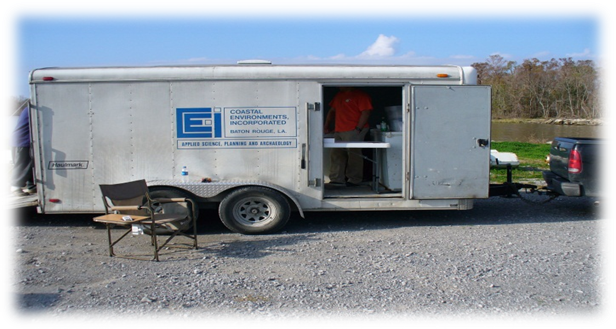 CEI
COASTAL
ENVIRONMENTS,
INCORPORATED
BATON ROUGE, LA.
APPLIED SCIENCE, PLANNING AND ARCHAEOLOGY
Haulmark